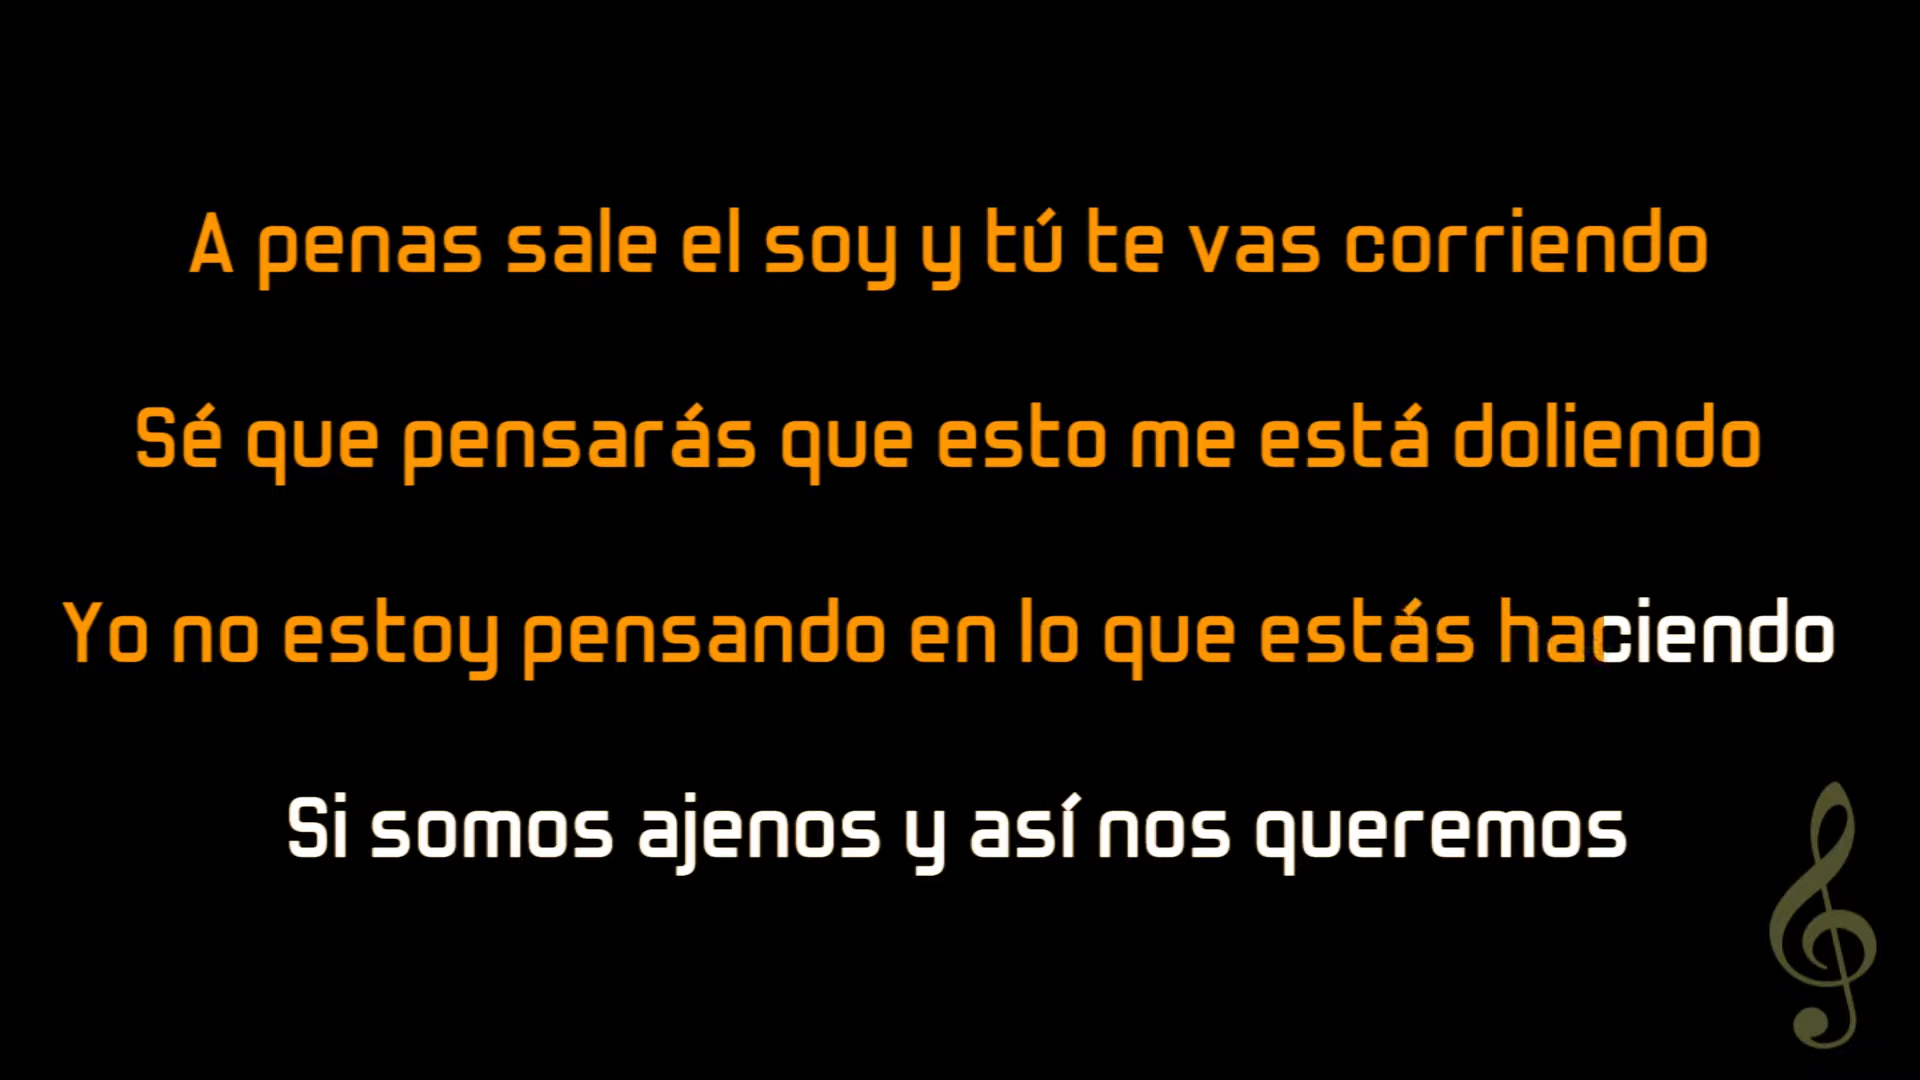 A penas sale el soy y tú te vas corriendo
Sé que pensarás que esto me está doliendo
Yo no estoy pensando en lo que estás haciendo
Si somos ajenos y así nos queremos